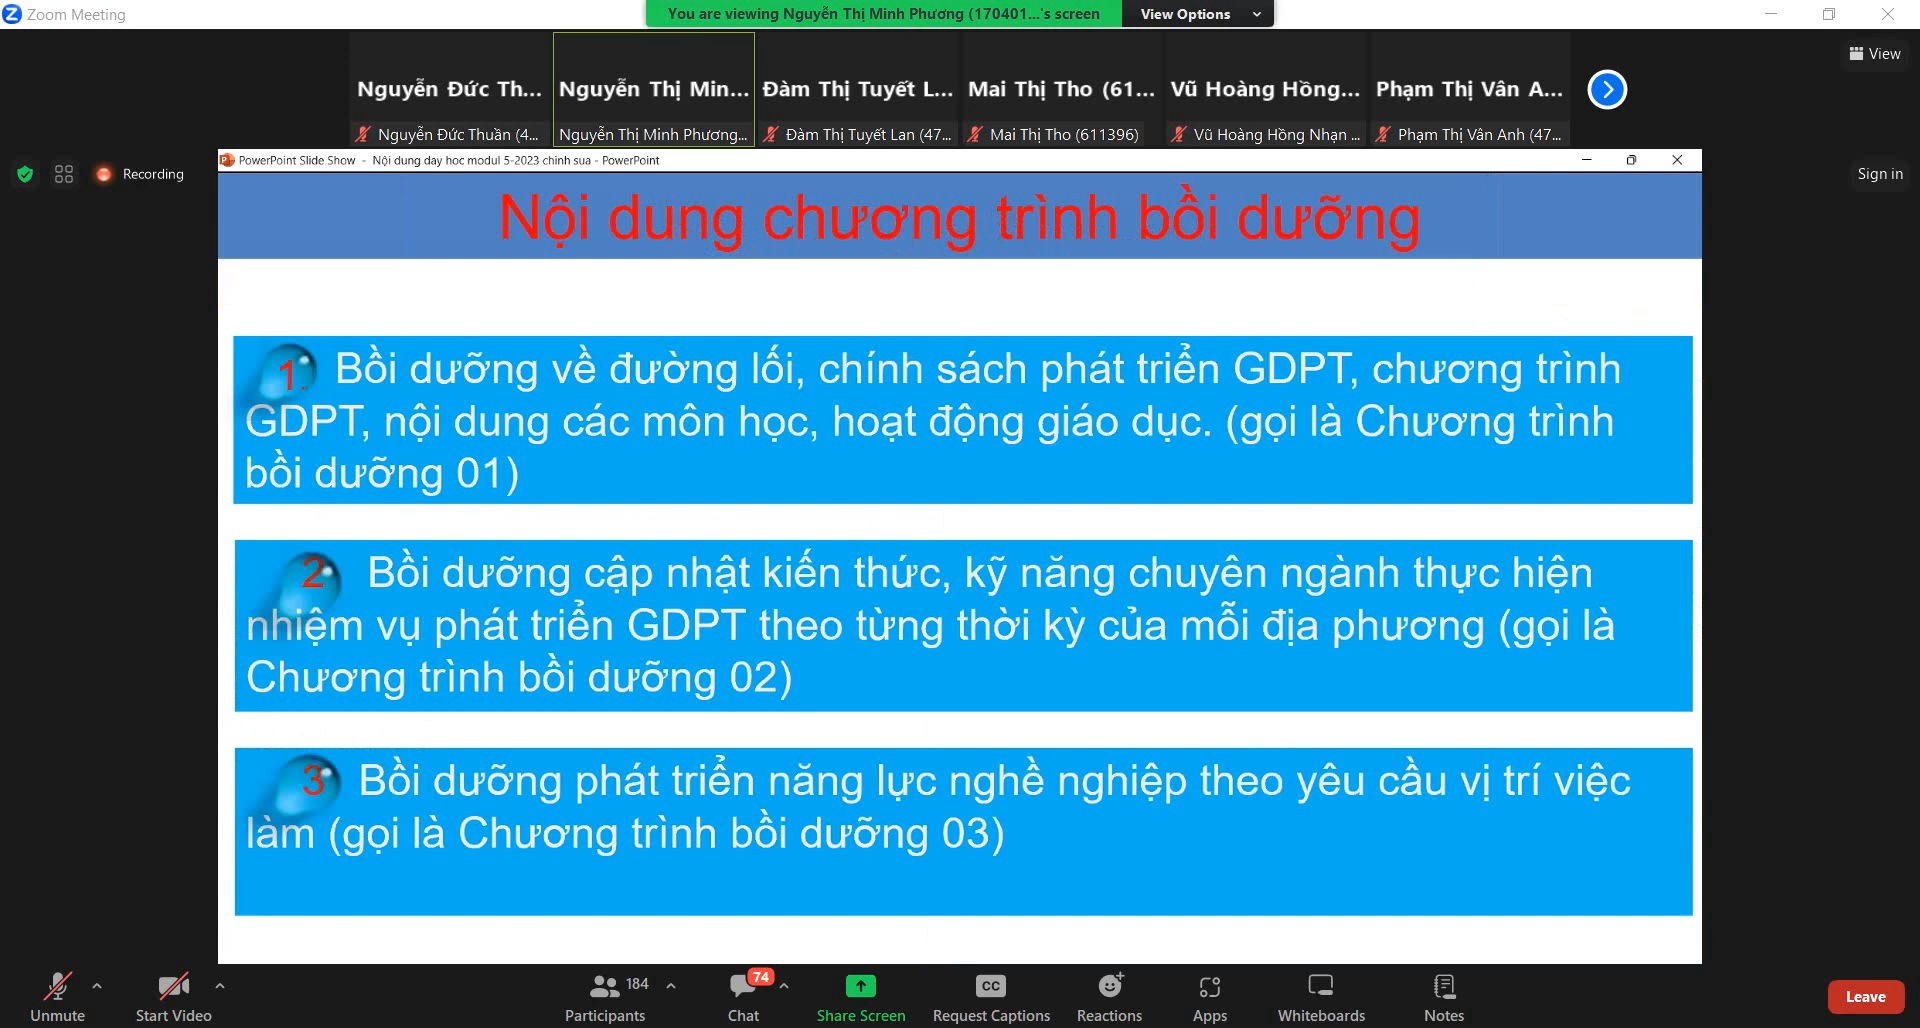 Zoom Meeting
You are viewing Nguyễn Thị Minh Phương (170401...'s screen
View Options
View
Nguyễn Đức Th...
Nguyễn Thị Min...
Đàm Thị Tuyết L...
Mai Thị Tho (61...
Vũ Hoàng Hồng...
Phạm Thị Vân A...
Nguyễn Đức Thuần (4...
Nguyễn Thị Minh Phương...
Đàm Thị Tuyết Lan (47...
Mai Thị Tho (611396)
Vũ Hoàng Hồng Nhạn ...
Phạm Thị Vân Anh (47...
PowerPoint Slide Show - Nội dung day hoc modul 5-2023 chinh sua - PowerPoint
Recording
Sign in
Nội dung chương trình bồi dưỡng
1. Bồi dưỡng về đường lối, chính sách phát triển GDPT, chương trình
GDPT, nội dung các môn học, hoạt động giáo dục. (gọi là Chương trình
bồi dưỡng 01)
2 Bồi dưỡng cập nhật kiến thức, kỹ năng chuyên ngành thực hiện
nhiệm vụ phát triển GDPT theo từng thời kỳ của mỗi địa phương (gọi là
Chương trình bồi dưỡng 02)
3 Bồi dưỡng phát triển năng lực nghề nghiệp theo yêu cầu vị trí việc
làm (gọi là Chương trình bồi dưỡng 03)
184
74
CC
Unmute
Start Video
Participants
Chat
Share Screen
Request Captions
Reactions
Apps
Whiteboards
Notes
Leave